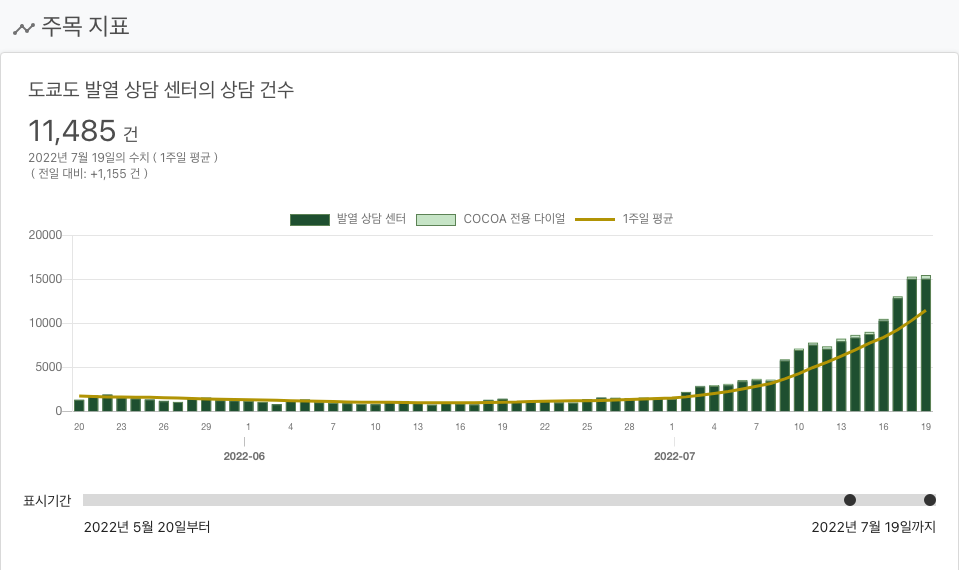 주목 지표
도쿄도 발열 상담 센터의 상담 건수
11,485 건
2022년 7월 19일의 수치 ( 1주일 평균 )
( 전일 대비: +1,155 건 )
발열 상담 센터 COCOA 전용 다이얼 1주일 평균
20000
15000
10000
5000
0
20 23 26 29 1 4 7 10 13 16 19 22 25 28 1 4 7 10 13 16 19
2022-06 2022-07
표시기간
2022년 5월 20일부터 2022년 7월 19일까지